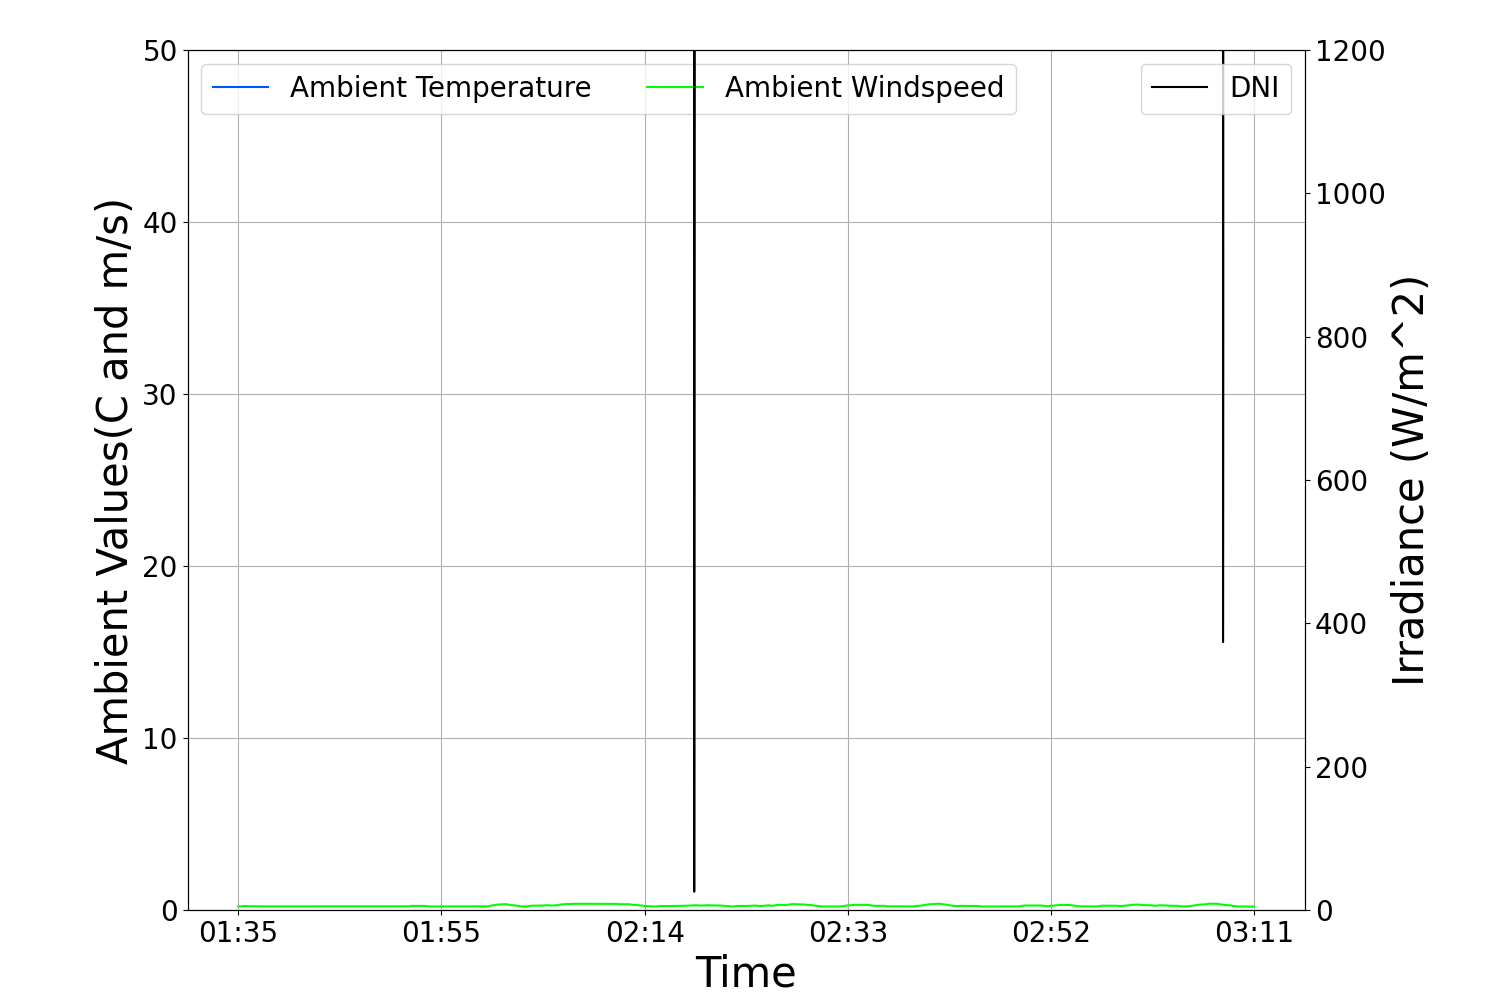 Ambient Temperature
Ambient Windspeed
DNI
Ambient Values(C and m/s)
50
40
30
20
10
0
1200
1000
800
600
400
200
0
Irradiance (W/m^2)
01:35 01:55 02:14 02:33 02:52 03:11
Time